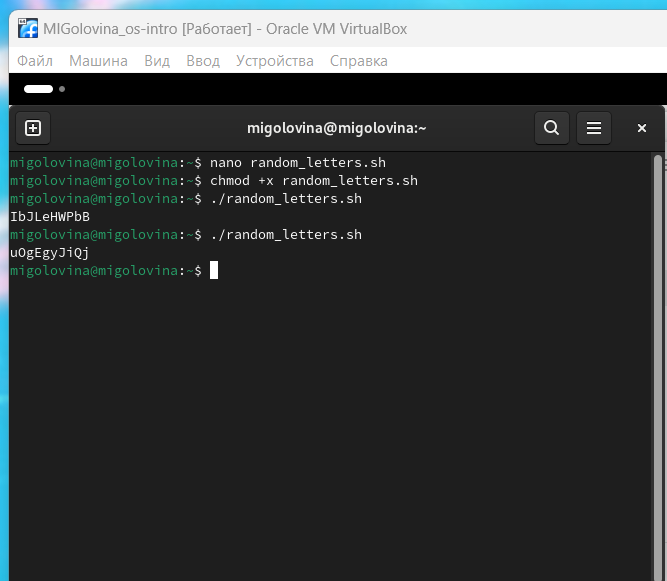 MIGolovina_os-intro [Работает] - Oracle VM VirtualBox
Файл Машина Вид Ввод Устройства Справка
migolovina@migolovina:~
migolovina@migolovina:~$ nano random_letters.sh
migolovina@migolovina:~$ chmod +x random_letters.sh
migolovina@migolovina:~$ ./random_letters.sh
IbJLeHWPbB
migolovina@migolovina:~$ ./random_letters.sh
uOgEgyJiQj
migolovina@migolovina:~$